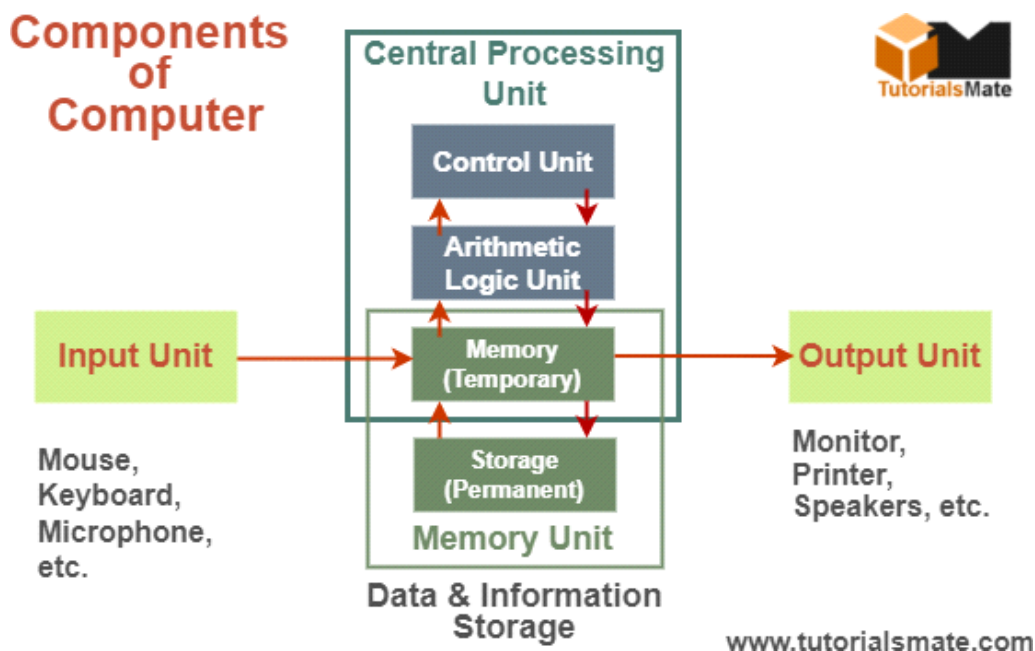 Components
of
Computer
Central Processing
Unit
TutorialsMate
Control Unit
Arithmetic
Logic Unit
Input Unit
Memory
(Temporary)
Output Unit
Mouse,
Keyboard,
Microphone,
etc.
Storage
(Permanent)
Memory Unit
Monitor,
Printer,
Speakers, etc.
Data & Information
Storage
www.tutorialsmate.com